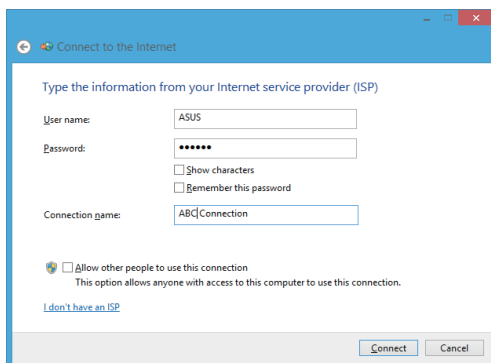 Connect to the Internet
Type the information from your Internet service provider (ISP)
User name: ASUS
Password: ••••••
Show characters
Remember this password
Connection name: ABC Connection
Allow other people to use this connection
This option allows anyone with access to this computer to use this connection.
I don't have an ISP
Connect Cancel